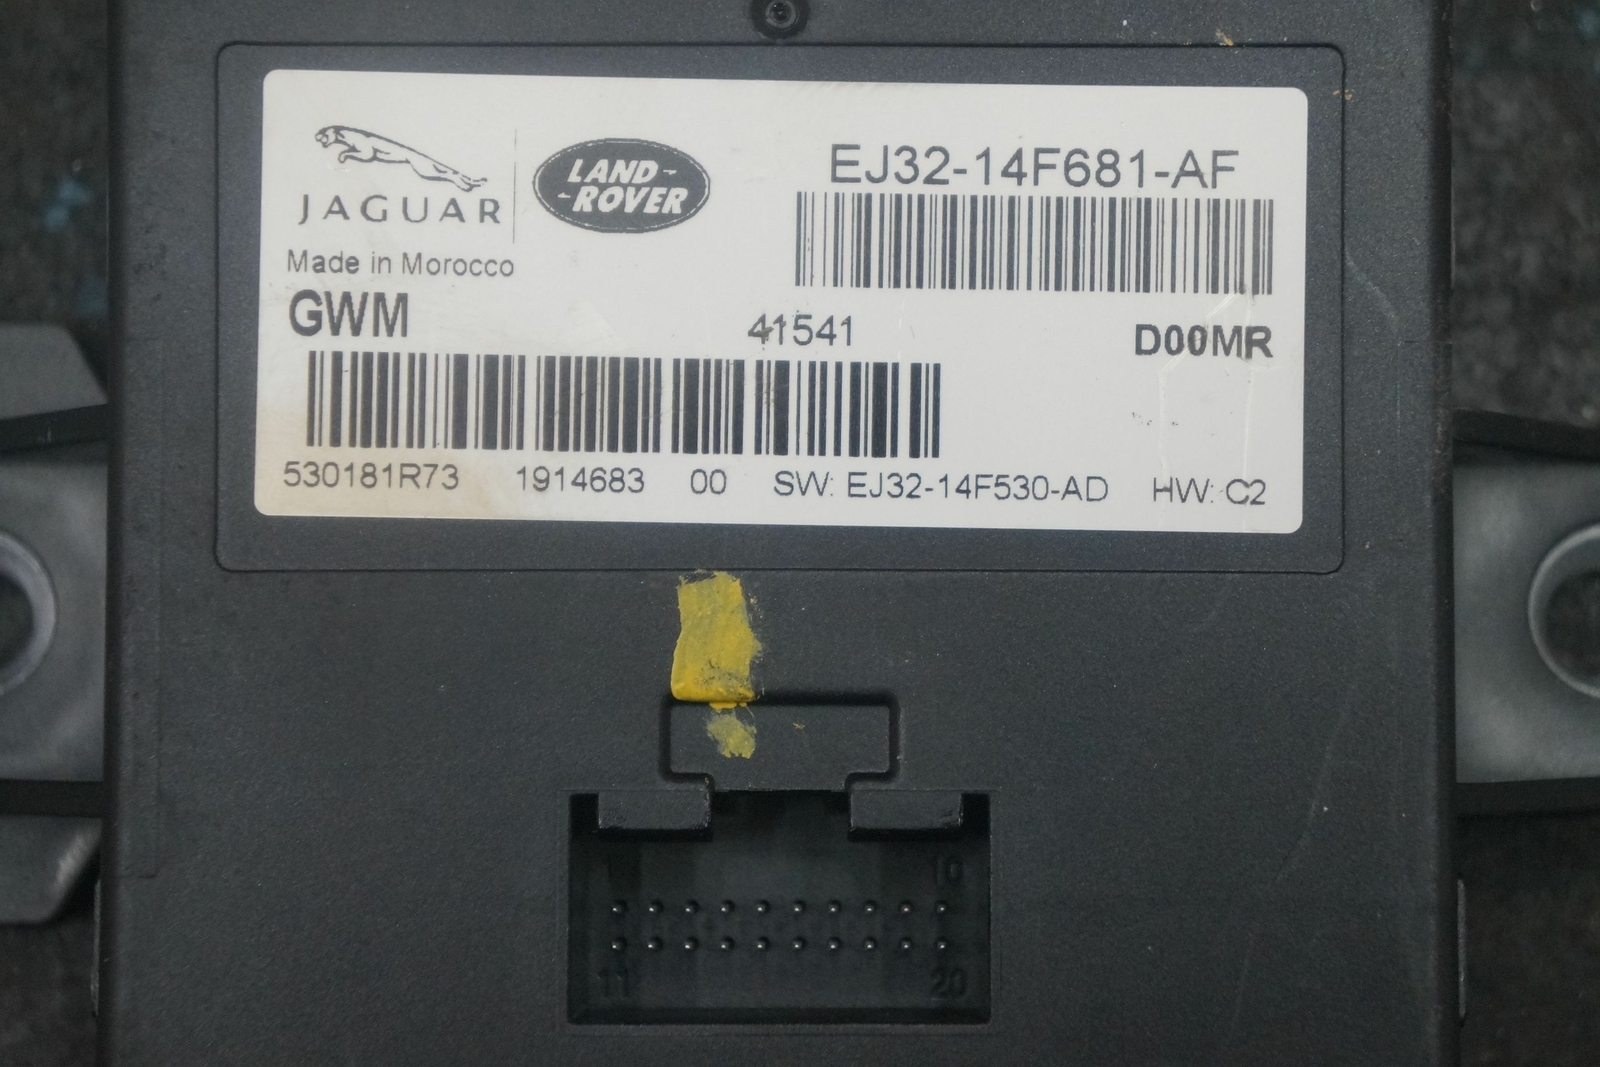 JAGUAR
LAND-
-ROVER
EJ32-14F681-AF
Made in Morocco
GWM
41541
D00MR
530181R73 1914683 00 SW: EJ32-14F530-AD HW: C2
1 10
11 20